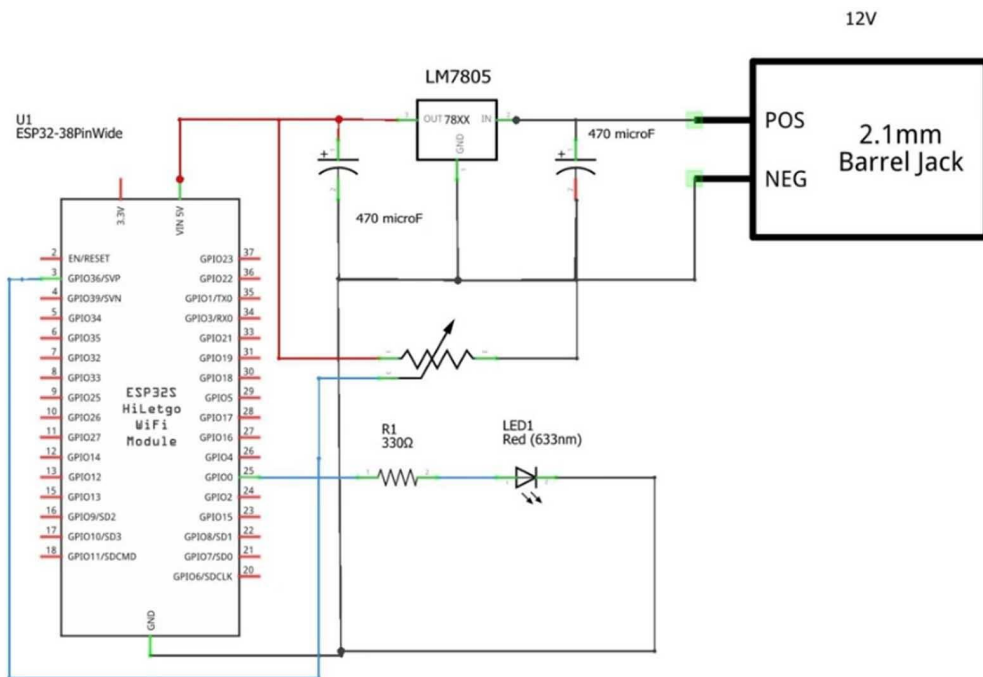 12V
LM7805
U1
ESP32-38PinWide
OUT 78XX IN
GND
470 microF
POS
2.1mm
Barrel Jack
NEG
470 microF
3.3V
VIN 5V
2 EN/RESET
GPIO23 37
3 GPIO36/SVP
GPIO22 36
4 GPIO39/SVN
GPIO1/TX0 35
5 GPIO34
GPIO3/RX0 34
6 GPIO35
GPIO21 33
7 GPIO32
GPIO19 31
8 GPIO33
GPIO18 30
9 GPIO25
GPIO5 29
10 GPIO26
GPIO17 28
11 GPIO27
GPIO16 27
12 GPIO14
GPIO4 26
13 GPIO12
GPIO0 25
15 GPIO13
GPIO2 24
16 GPIO9/SD2
GPIO15 23
17 GPIO10/SD3
GPIO8/SD1 22
18 GPIO11/SDCMD
GPIO7/SD0 21
GPIO6/SDCLK 20
ESP32S
HiLetgo
WiFi
Module
GND
R1
330Ω
1 2
LED1
Red (633nm)